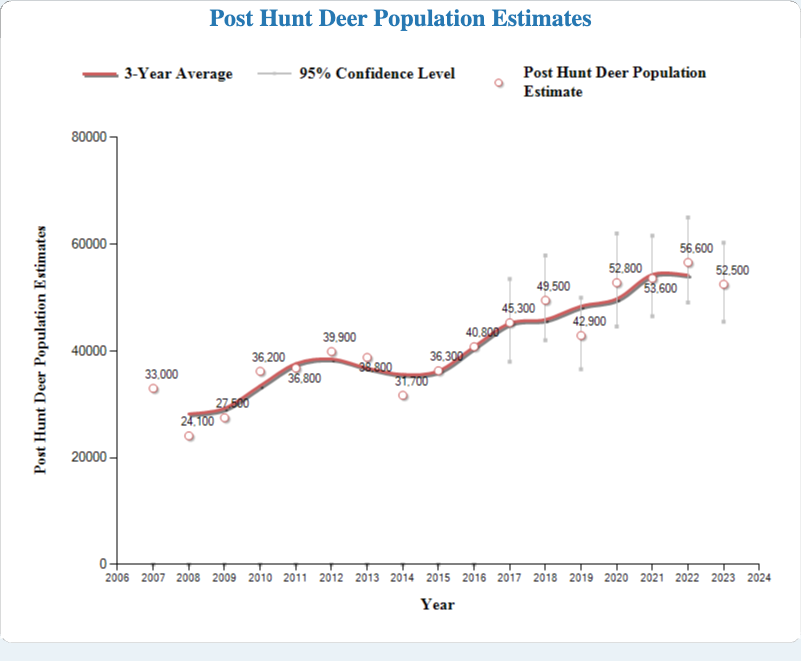 Post Hunt Deer Population Estimates
3-Year Average
95% Confidence Level
Post Hunt Deer Population
Estimate
Post Hunt Deer Population Estimates
80000
60000
40000
20000
0
33,000
24,100
27,500
36,200
36,800
39,900
38,800
31,700
36,300
40,800
45,300
49,500
42,900
52,800
53,600
56,600
52,500
2006 2007 2008 2009 2010 2011 2012 2013 2014 2015 2016 2017 2018 2019 2020 2021 2022 2023 2024
Year